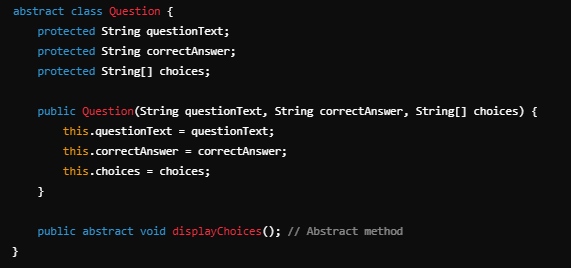 abstract class Question {
    protected String questionText;
    protected String correctAnswer;
    protected String[] choices;

    public Question(String questionText, String correctAnswer, String[] choices) {
        this.questionText = questionText;
        this.correctAnswer = correctAnswer;
        this.choices = choices;
    }

    public abstract void displayChoices(); // Abstract method
}